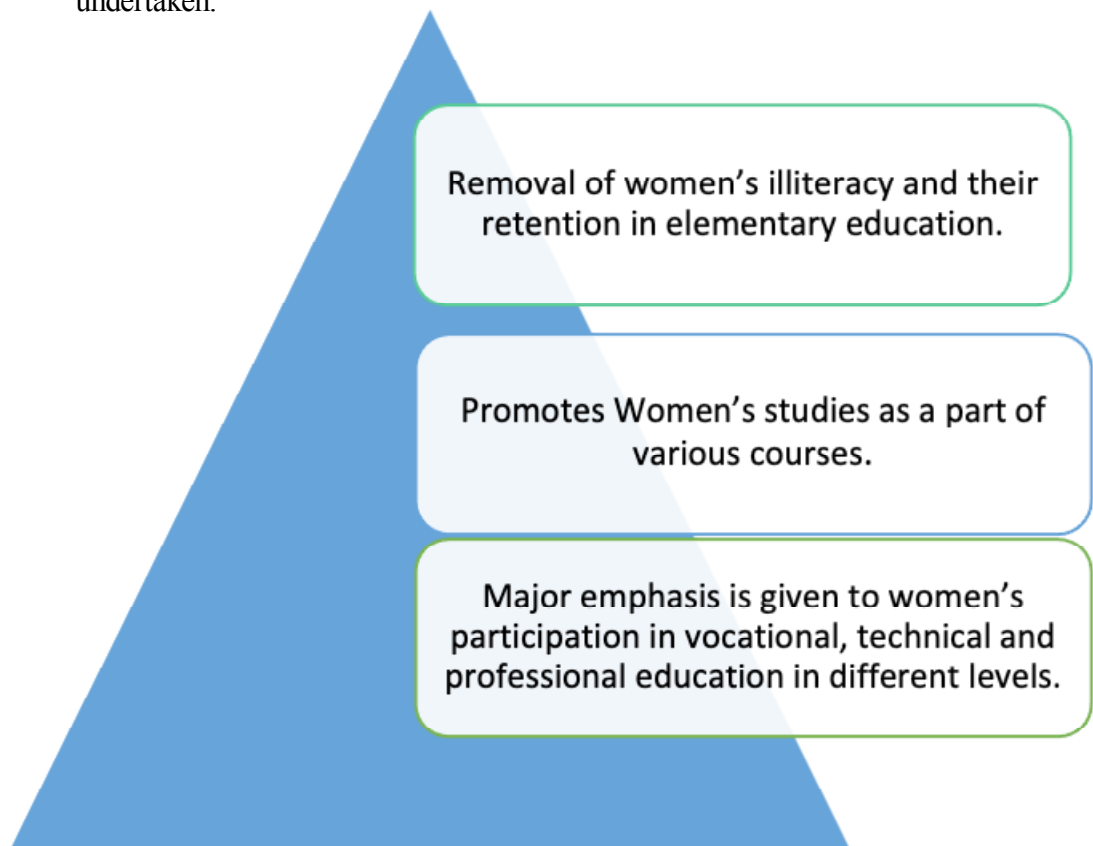 undertaken.
Removal of women’s illiteracy and their
retention in elementary education.
Promotes Women’s studies as a part of
various courses.
Major emphasis is given to women’s
participation in vocational, technical and
professional education in different levels.